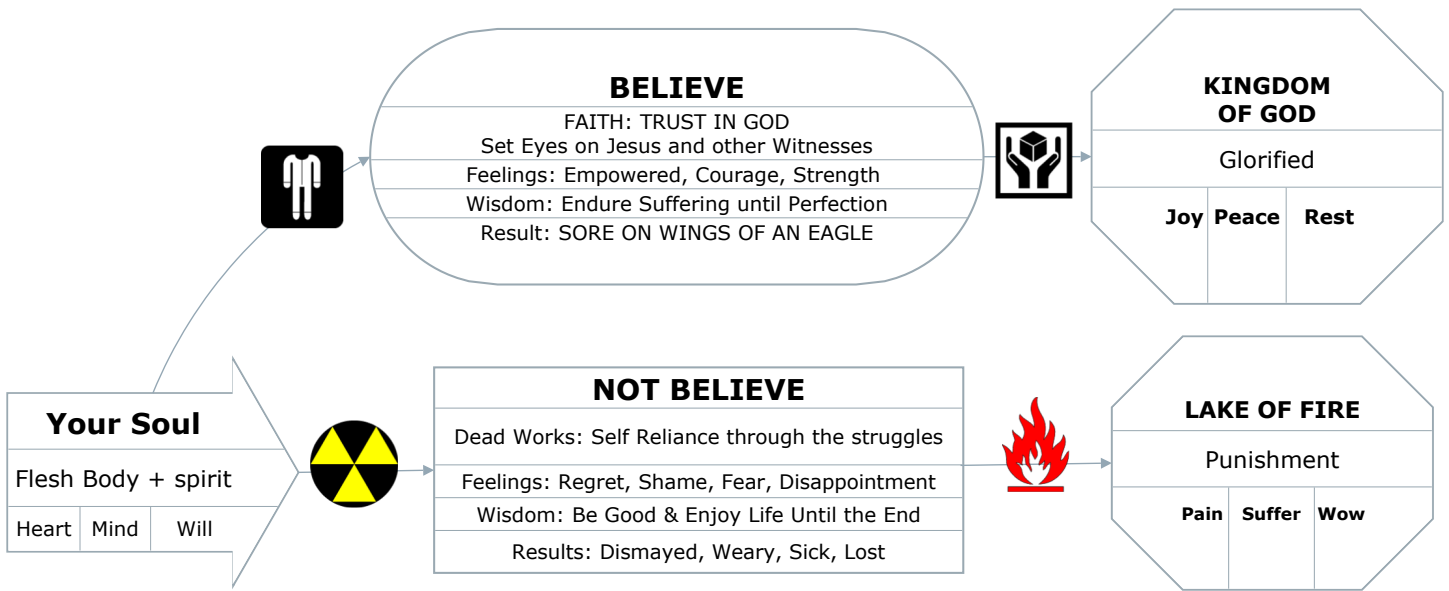 BELIEVE
FAITH: TRUST IN GOD
Set Eyes on Jesus and other Witnesses
Feelings: Empowered, Courage, Strength
Wisdom: Endure Suffering until Perfection
Result: SORE ON WINGS OF AN EAGLE
KINGDOM
OF GOD
Glorified
Joy Peace Rest
Your Soul
Flesh Body + spirit
Heart Mind Will
NOT BELIEVE
Dead Works: Self Reliance through the struggles
Feelings: Regret, Shame, Fear, Disappointment
Wisdom: Be Good & Enjoy Life Until the End
Results: Dismayed, Weary, Sick, Lost
LAKE OF FIRE
Punishment
Pain Suffer Wow